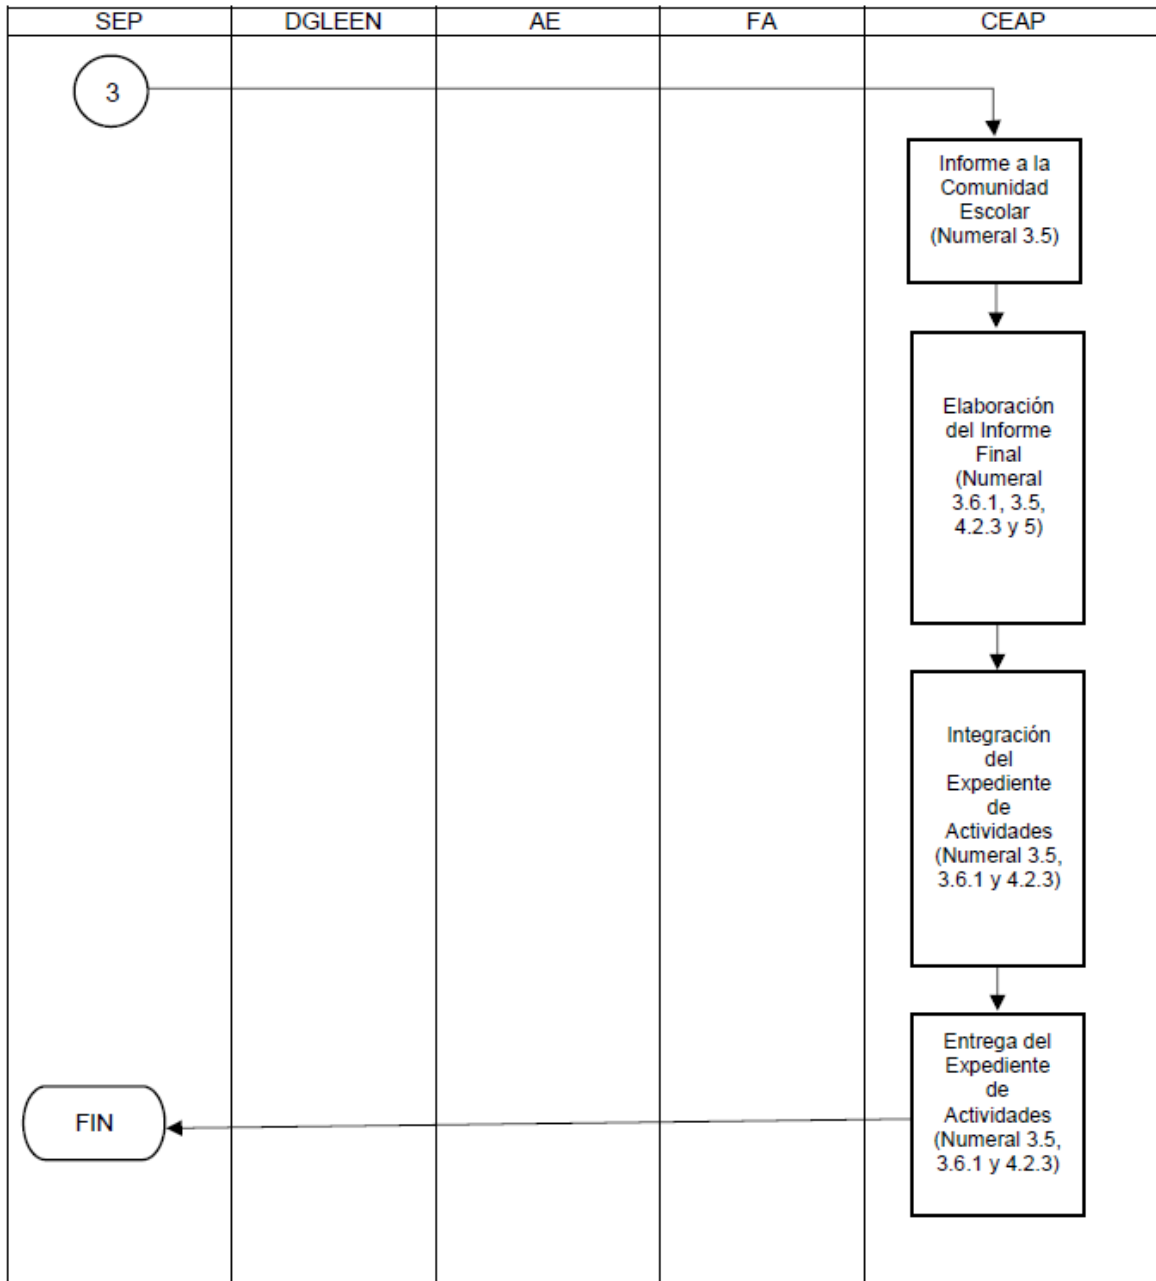 SEP DGLEEN AE FA CEAP
3
Informe a la
Comunidad
Escolar
(Numeral 3.5)
Elaboración
del Informe
Final
(Numeral
3.6.1, 3.5,
4.2.3 y 5)
Integración
del
Expediente
de
Actividades
(Numeral 3.5,
3.6.1 y 4.2.3)
Entrega del
Expediente
de
Actividades
(Numeral 3.5,
3.6.1 y 4.2.3)
FIN